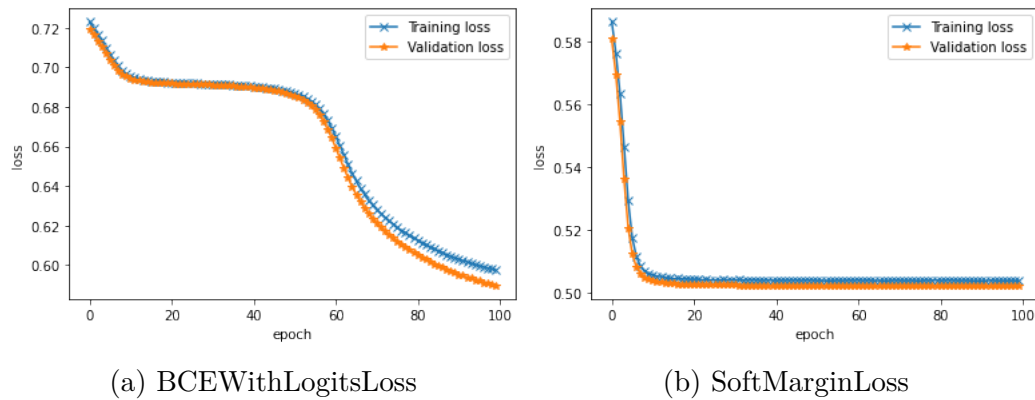 0.72
0.70
0.68
0.66
0.64
0.62
0.60
loss
0 20 40 60 80 100
epoch
Training loss
Validation loss
(a) BCEWithLogitsLoss
0.58
0.56
0.54
0.52
0.50
loss
0 20 40 60 80 100
epoch
Training loss
Validation loss
(b) SoftMarginLoss